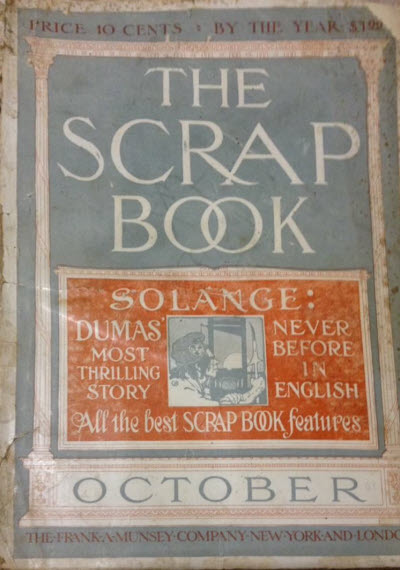 PRICE 10 CENTS : BY THE YEAR
THE
SCRAP
BOOK
SOLANGE:
DUMAS'
MOST
THRILLING
STORY
NEVER
BEFORE
IN
ENGLISH
All the best SCRAP BOOK features
OCTOBER
THE·FRANK·A·MUNSEY·COMPANY·NEW·YORK·AND·LONDO